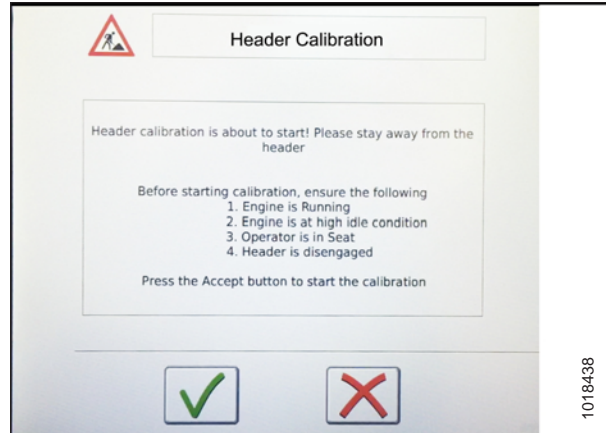 Header Calibration
Header calibration is about to start! Please stay away from the
header
Before starting calibration, ensure the following
1. Engine is Running
2. Engine is at high idle condition
3. Operator is in Seat
4. Header is disengaged
Press the Accept button to start the calibration
1018438